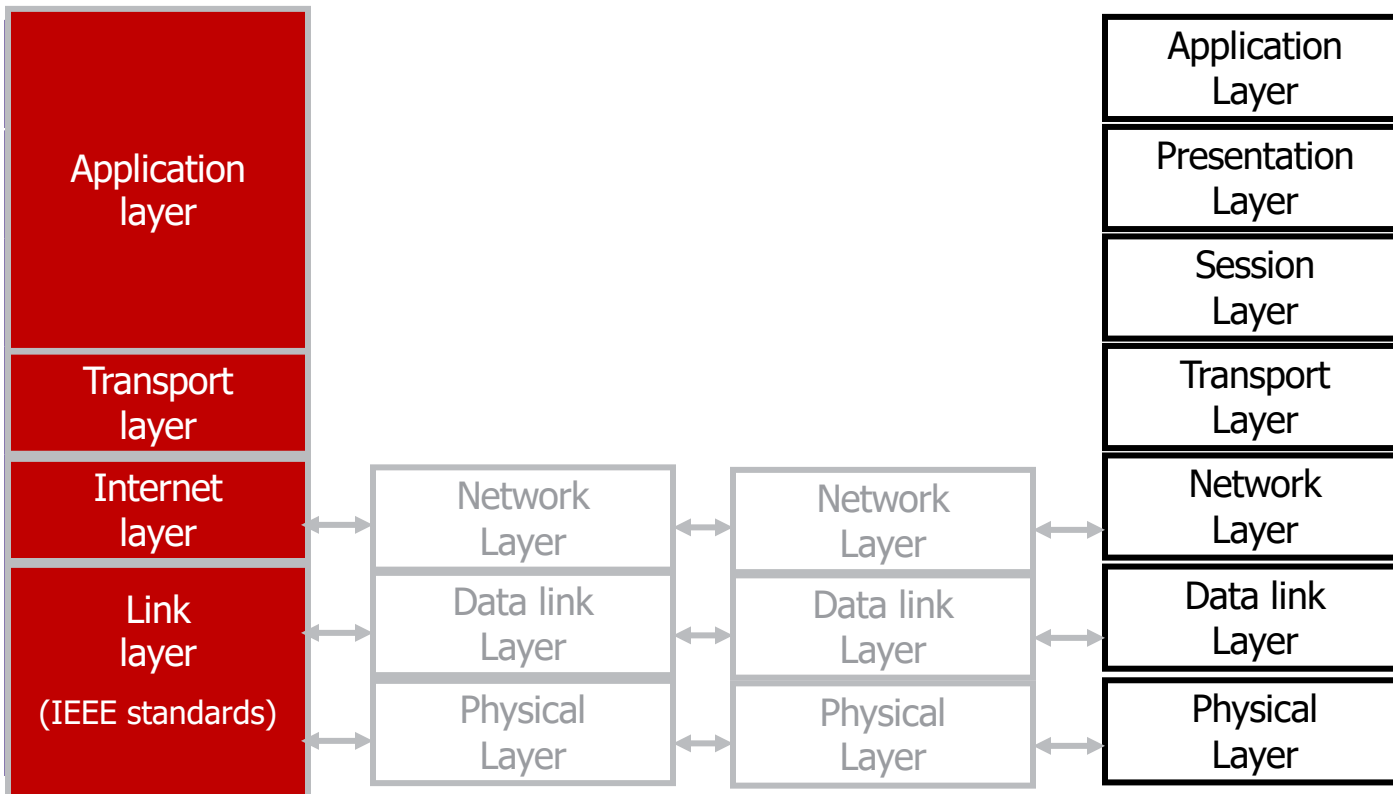 Application
layer
Transport
layer
Internet
layer
Link
layer
(IEEE standards)
Network
Layer
Data link
Layer
Physical
Layer
Network
Layer
Data link
Layer
Physical
Layer
Application
Layer
Presentation
Layer
Session
Layer
Transport
Layer
Network
Layer
Data link
Layer
Physical
Layer